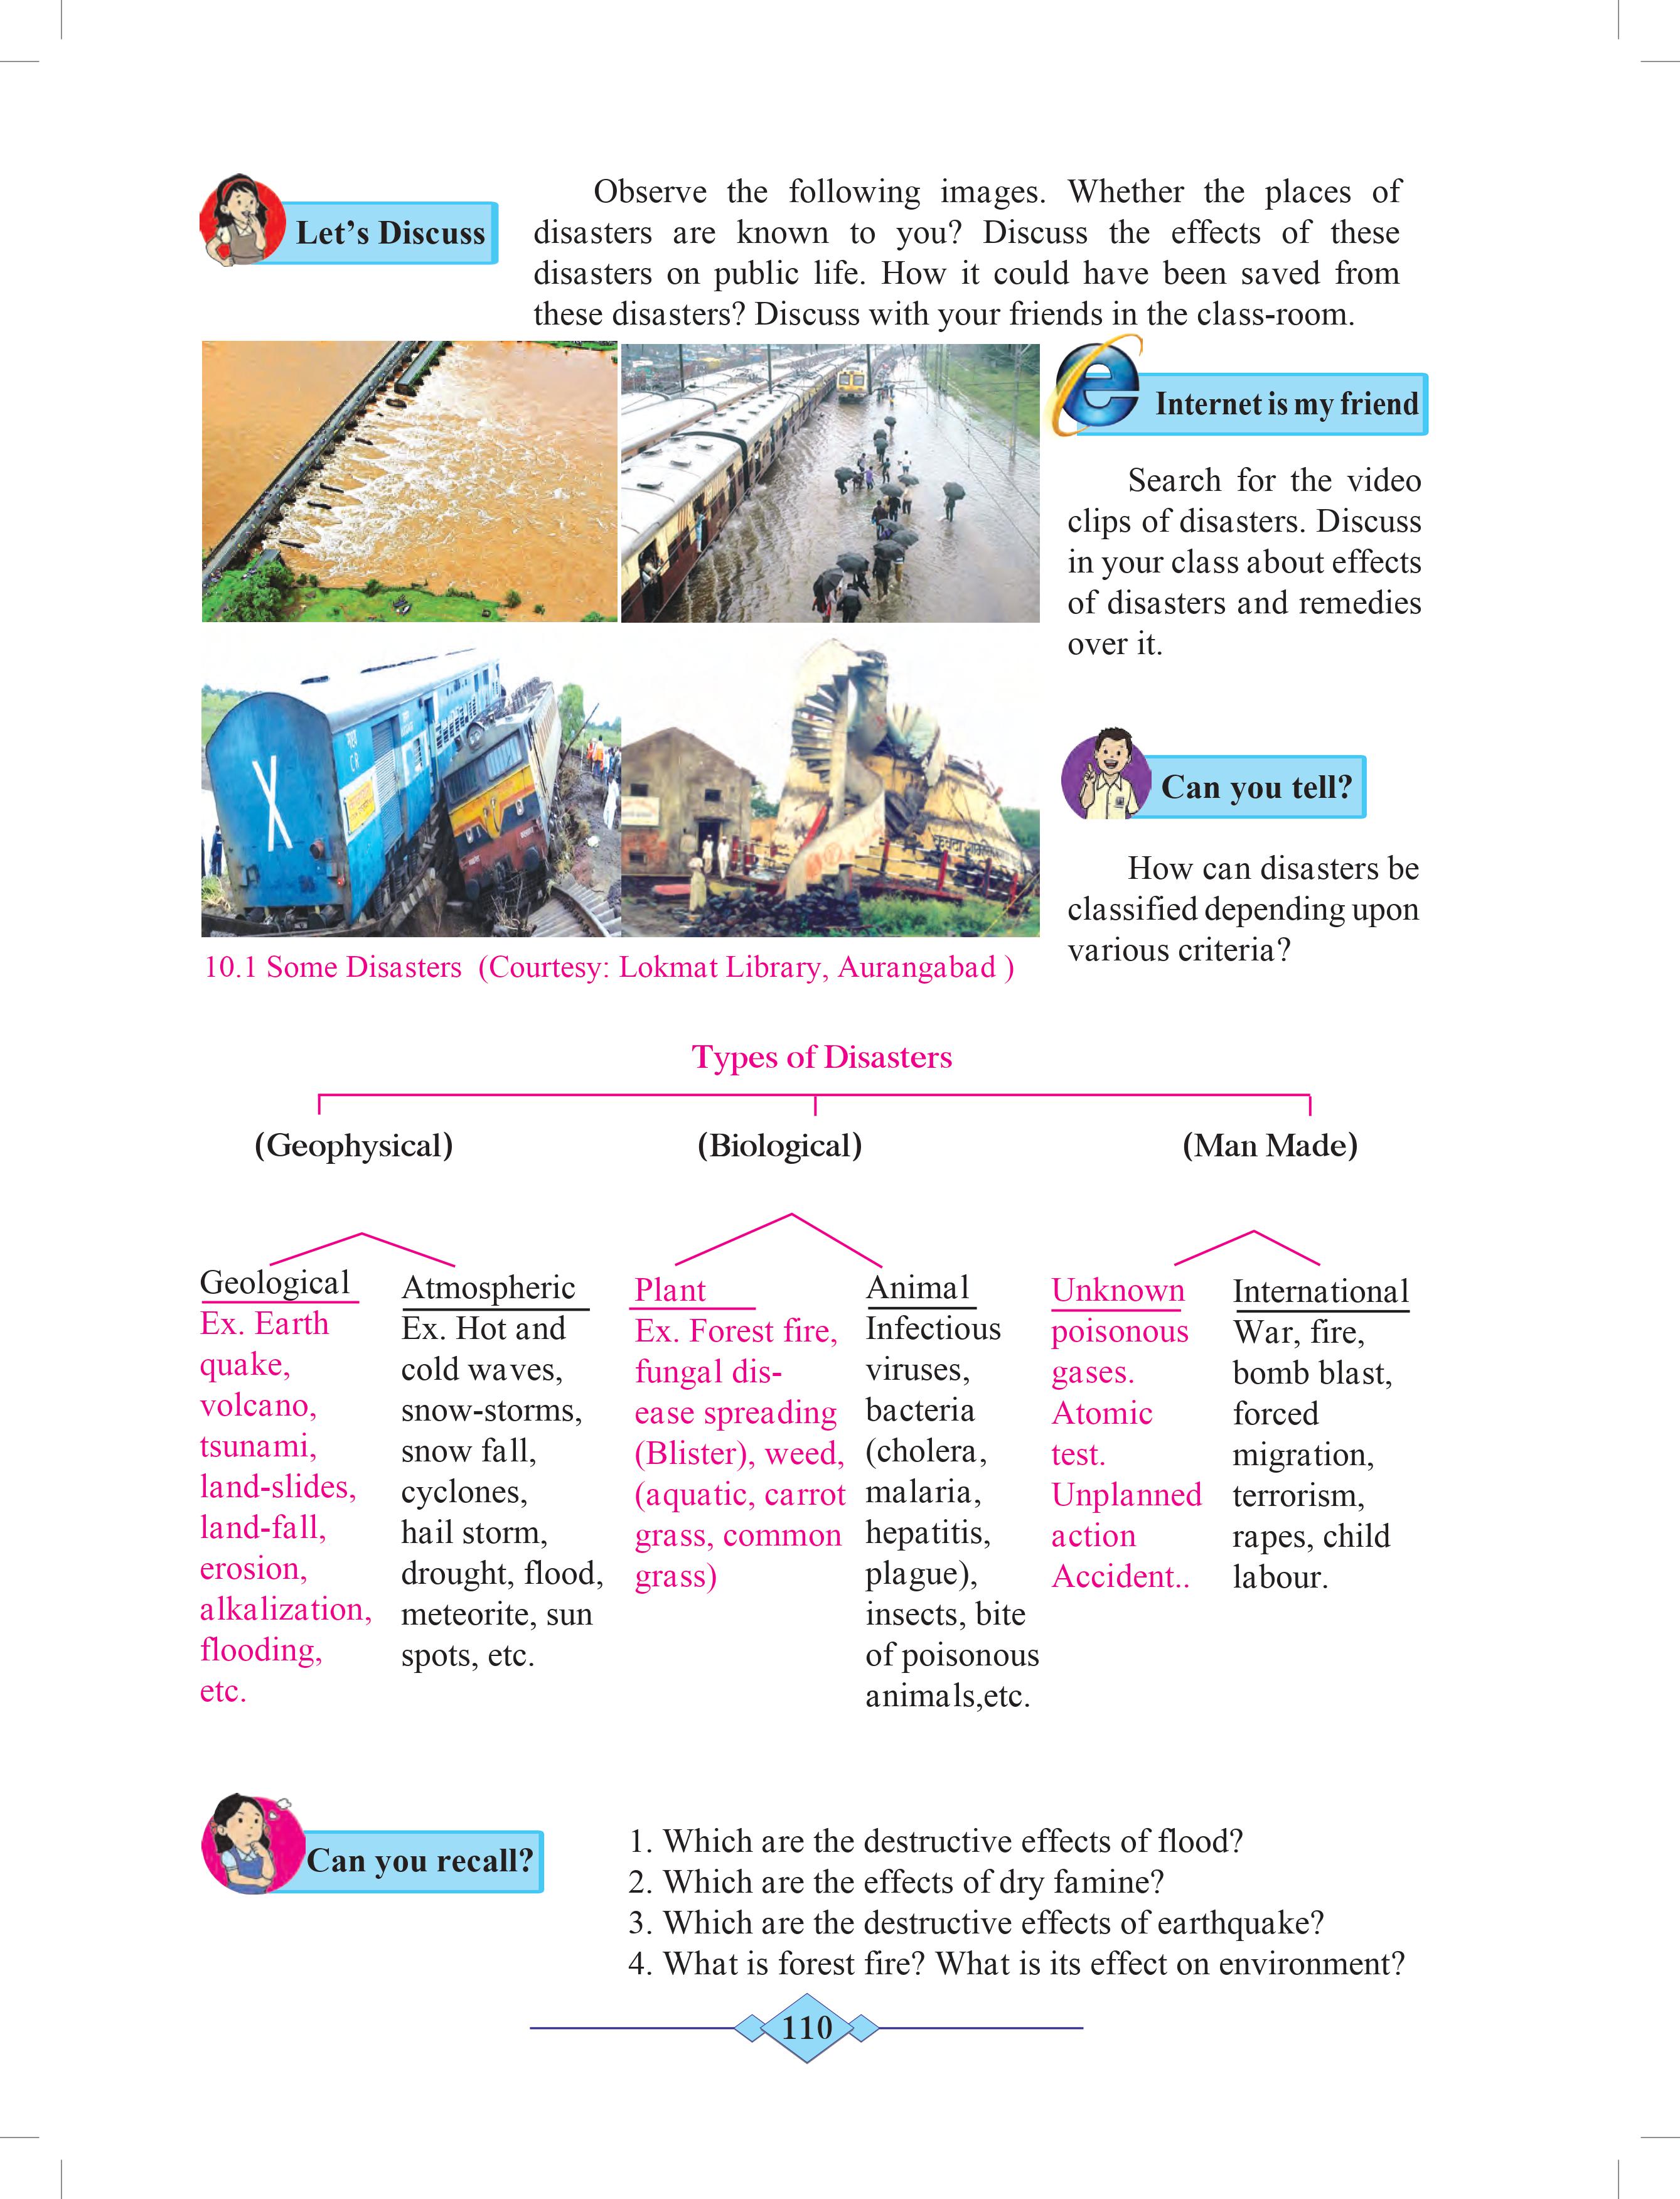 Let's Discuss
Observe the following images. Whether the places of
disasters are known to you? Discuss the effects of these
disasters on public life. How it could have been saved from
these disasters? Discuss with your friends in the class-room.
Internet is my friend
Search for the video
clips of disasters. Discuss
in your class about effects
of disasters and remedies
over it.
Can you tell?
How can disasters be
classified depending upon
various criteria?
10.1 Some Disasters (Courtesy: Lokmat Library, Aurangabad )
Types of Disasters
(Geophysical)
(Biological)
(Man Made)
Geological
Ex. Earth
quake,
volcano,
tsunami,
land-slides,
land-fall,
erosion,
alkalization,
flooding,
etc.
Atmospheric
Ex. Hot and
cold waves,
snow-storms,
snow fall,
cyclones,
hail storm,
drought, flood,
meteorite, sun
spots, etc.
Plant
Ex. Forest fire,
fungal dis-
ease spreading
(Blister), weed,
(aquatic, carrot
grass, common
grass)
Animal
Infectious
viruses,
bacteria
(cholera,
malaria,
hepatitis,
plague),
insects, bite
of poisonous
animals,etc.
Unknown
poisonous
gases.
Atomic
test.
Unplanned
action
Accident..
International
War, fire,
bomb blast,
forced
migration,
terrorism,
rapes, child
labour.
Can you recall?
1. Which are the destructive effects of flood?
2. Which are the effects of dry famine?
3. Which are the destructive effects of earthquake?
4. What is forest fire? What is its effect on environment?
110